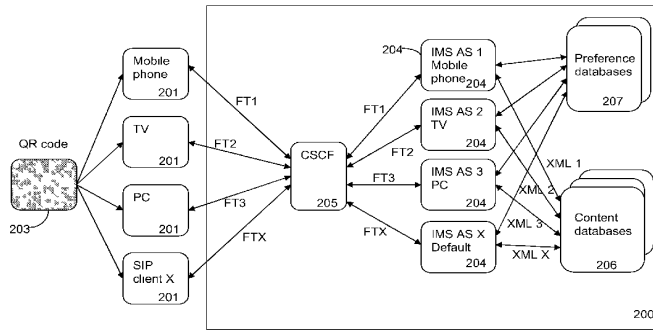 QR code
203
Mobile
phone
201
TV
201
PC
201
SIP
client X
201
FT1
FT2
FT3
FTX
CSCF
205
FT1
FT2
FT3
FTX
204
IMS AS 1
Mobile
phone
204
IMS AS 2
TV
204
IMS AS 3
PC
204
IMS AS X
Default
204
XML 1
XML 2
XML 3
XML X
Preference
databases
207
Content
databases
206
200